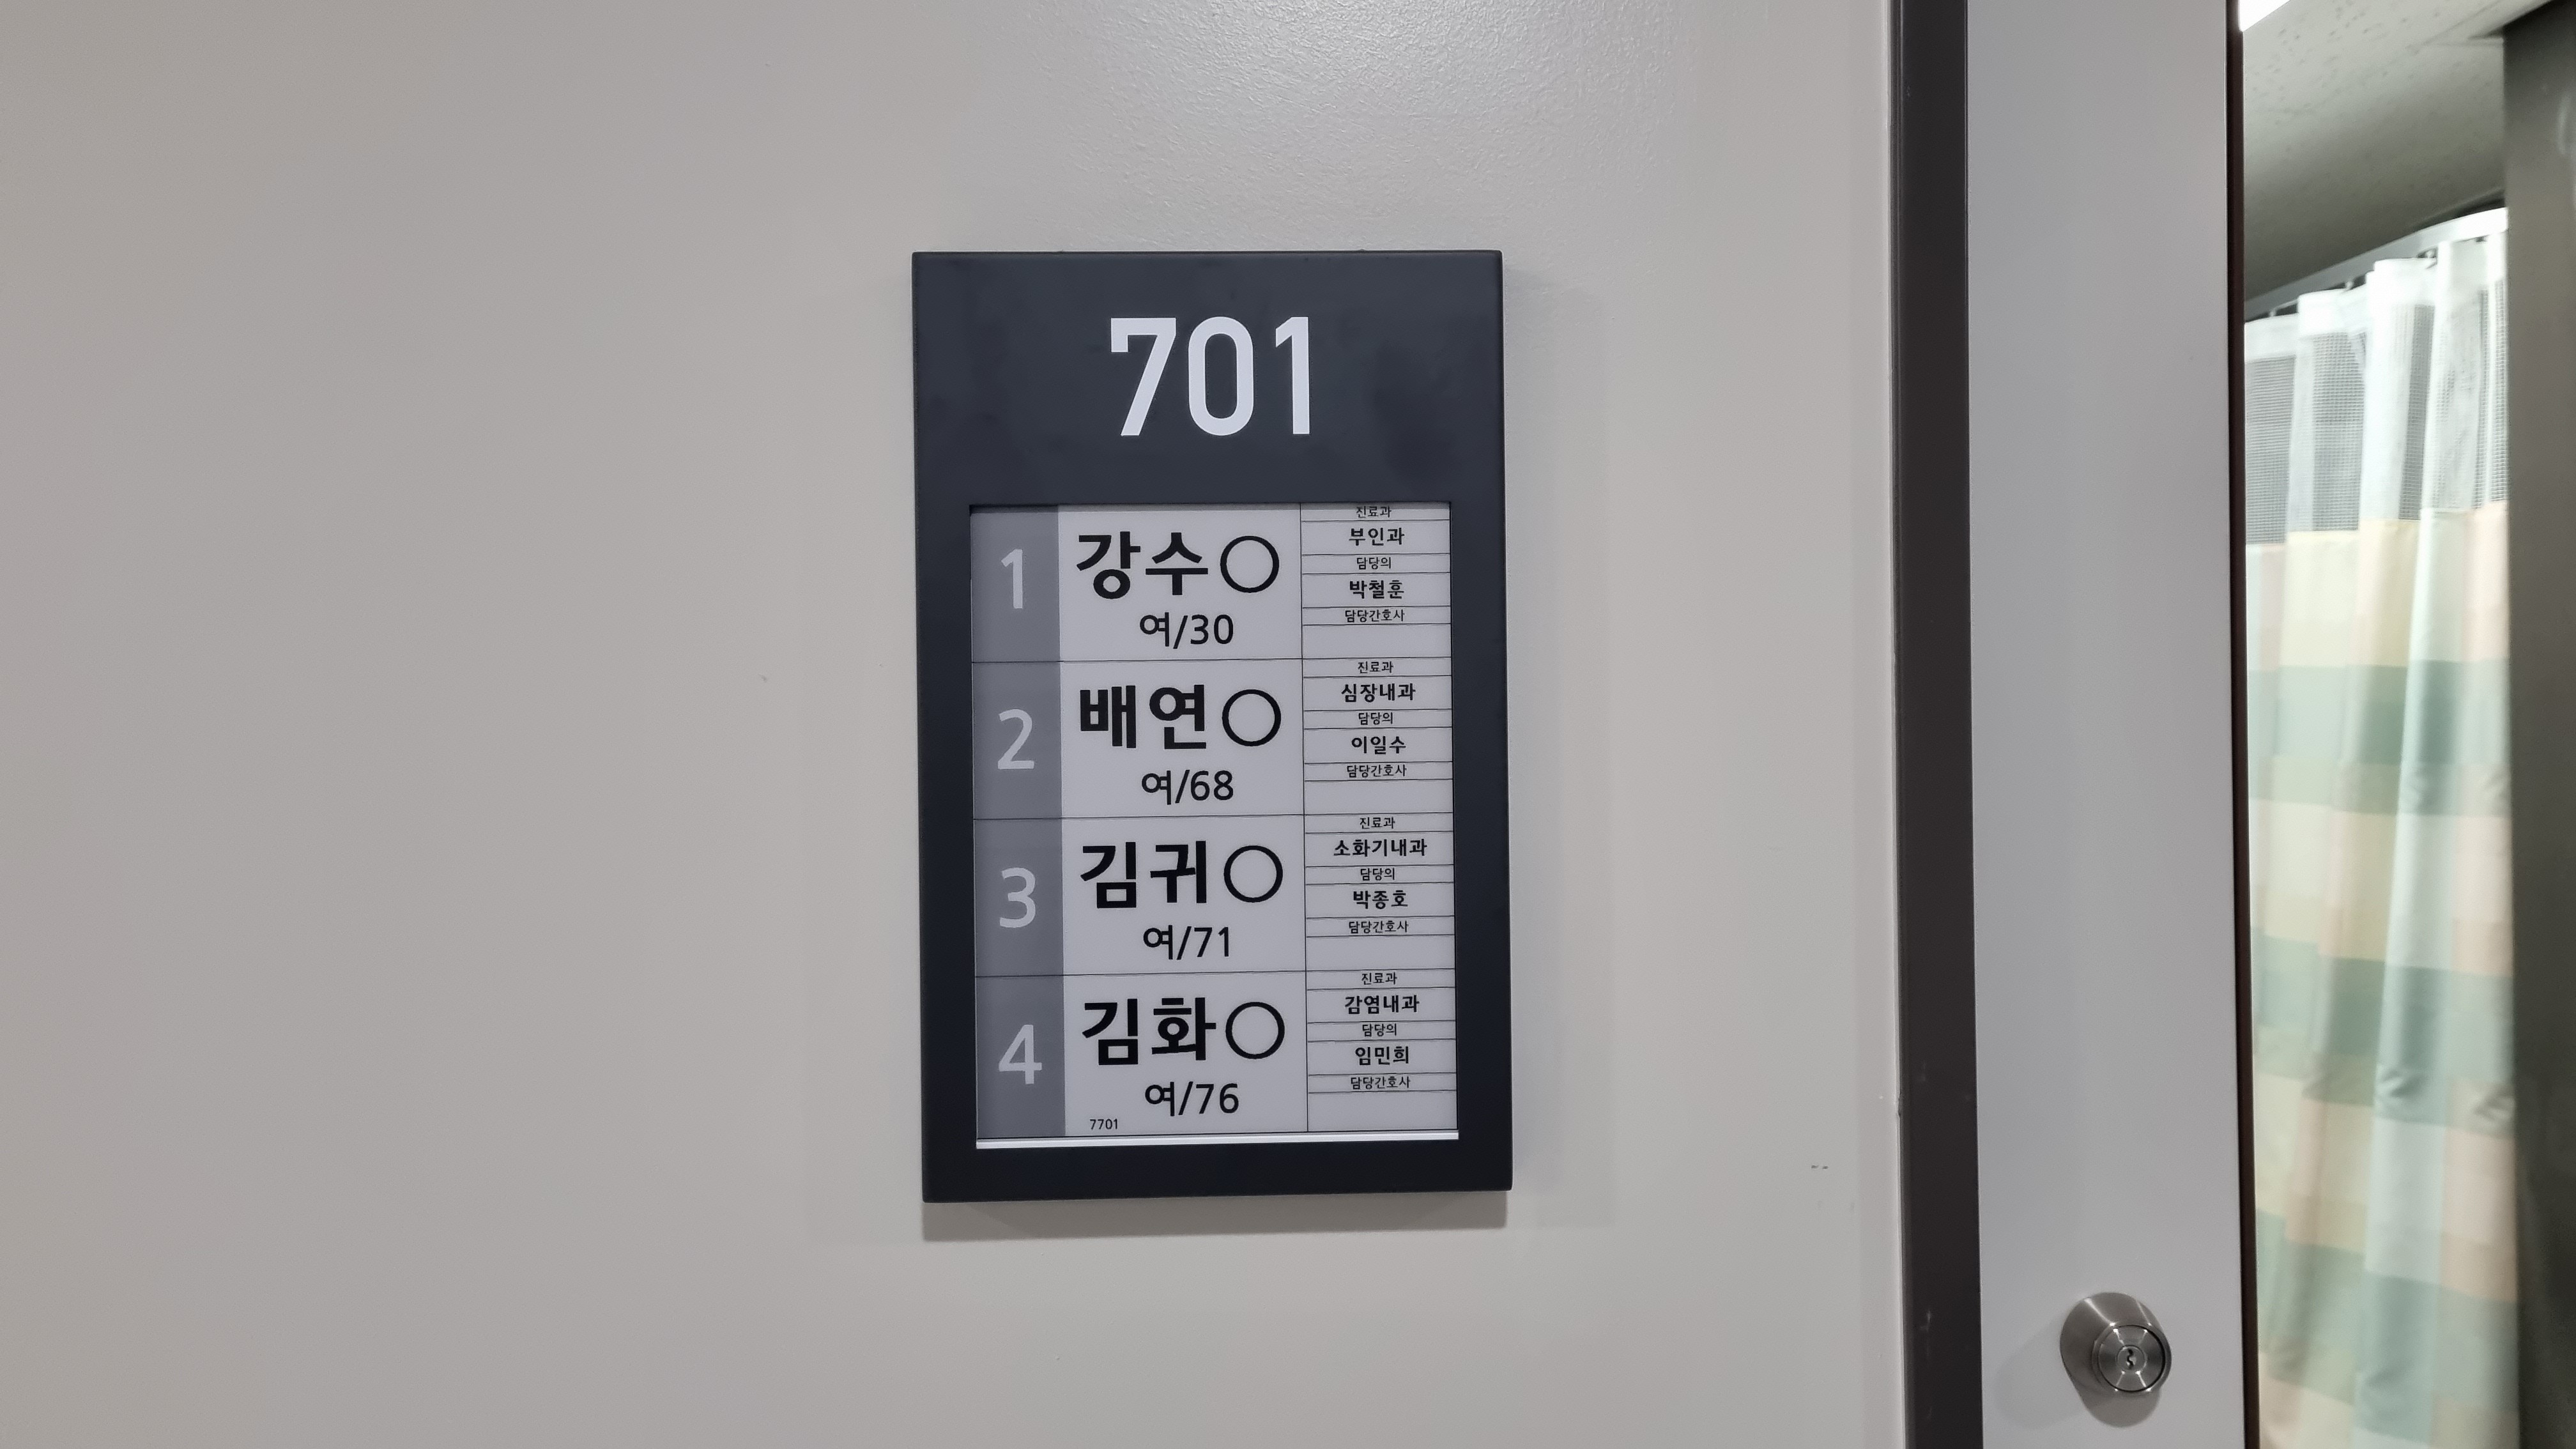 701
1
강수○
여/30
진료과
부인과
담당의
박철훈
담당간호사
2
배연○
여/68
진료과
심장내과
담당의
이일수
담당간호사
3
김귀○
여/71
진료과
소화기내과
담당의
박종호
담당간호사
4
김화○
여/76
진료과
감염내과
담당의
임민희
담당간호사
7701